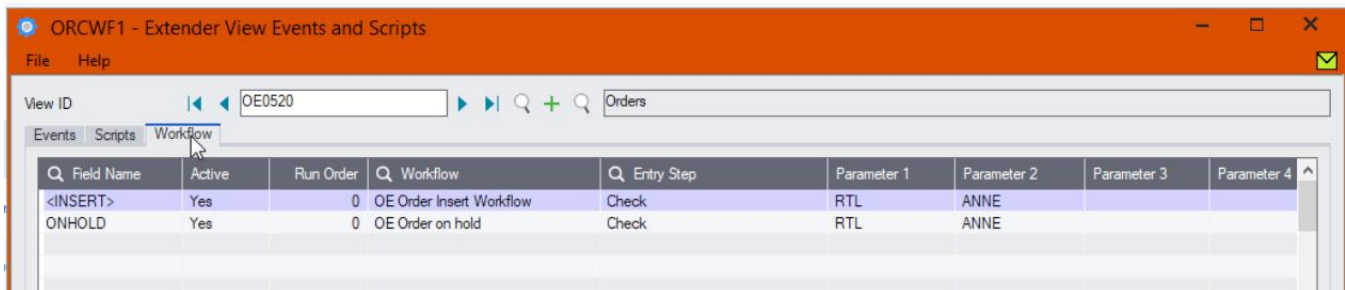 ORCWF1 - Extender View Events and Scripts
File Help
View ID OE0520 Orders
Events Scripts Workflow
Field Name Active Run Order Workflow Entry Step Parameter 1 Parameter 2 Parameter 3 Parameter 4
<INSERT> Yes 0 OE Order Insert Workflow Check RTL ANNE
ONHOLD Yes 0 OE Order on hold Check RTL ANNE